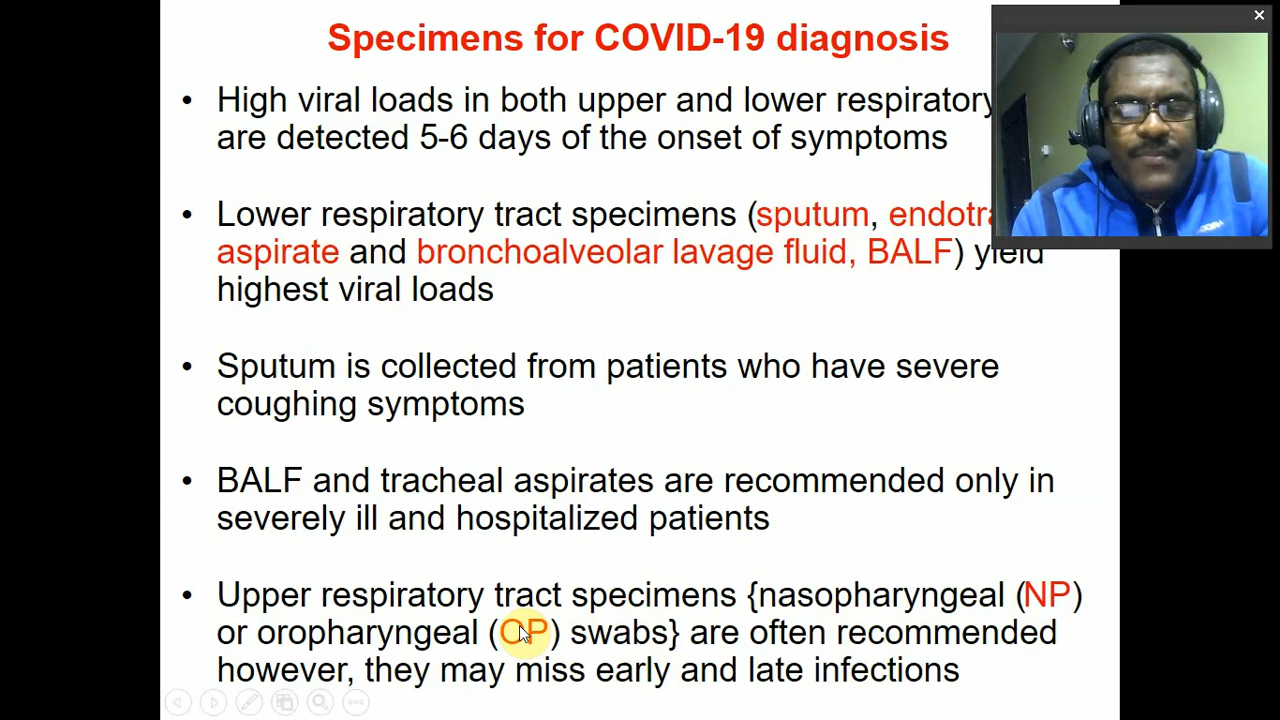 Specimens for COVID-19 diagnosis
• High viral loads in both upper and lower respiratory
are detected 5-6 days of the onset of symptoms
• Lower respiratory tract specimens (sputum,
aspirate and bronchoalveolar lavage fluid, BALF) yield
highest viral loads
• Sputum is collected from patients who have severe
coughing symptoms
• BALF and tracheal aspirates are recommended only in
severely ill and hospitalized patients
• Upper respiratory tract specimens {nasopharyngeal (NP)
or oropharyngeal (OP) swabs} are often recommended
however, they may miss early and late infections